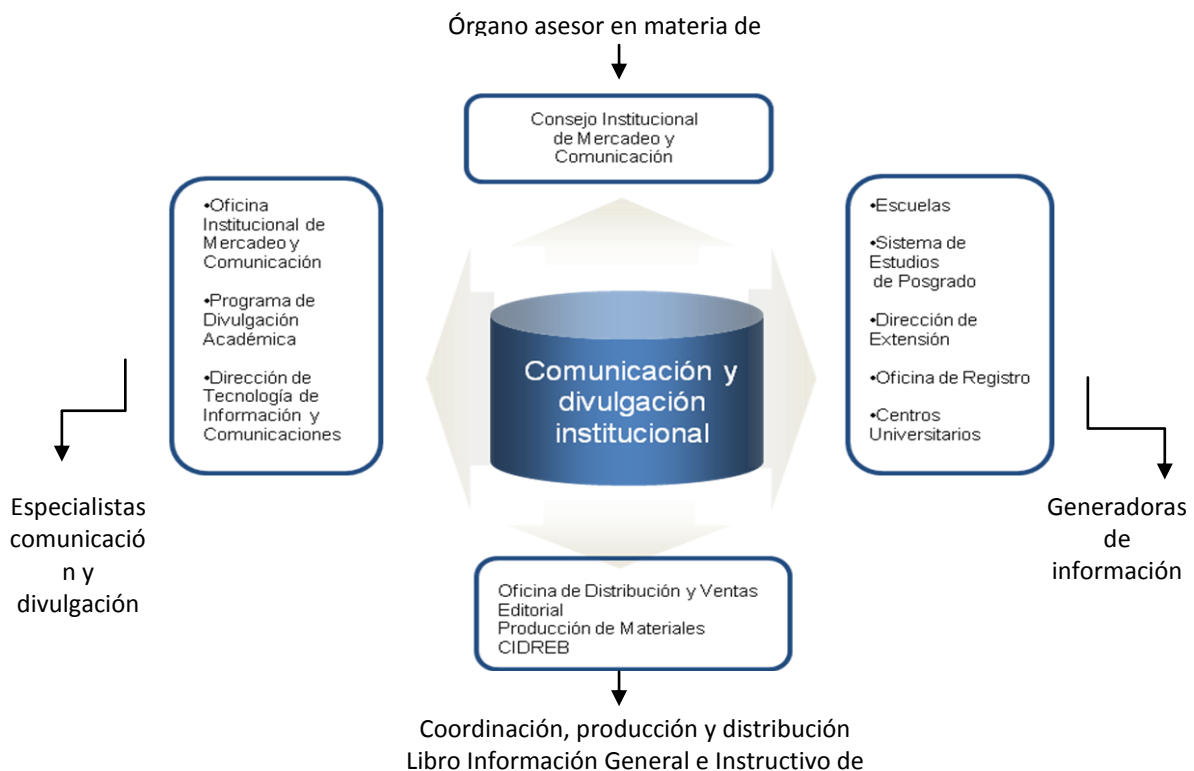 Órgano asesor en materia de
Consejo Institucional
de Mercadeo y
Comunicación
•Oficina
Institucional de
Mercadeo y
Comunicación
•Programa de
Divulgación
Académica
•Dirección de
Tecnología de
Información y
Comunicaciones
Comunicación y
divulgación
institucional
•Escuelas
•Sistema de
Estudios
de Posgrado
•Dirección de
Extensión
•Oficina de Registro
•Centros
Universitarios
Especialistas
comunicació
n y
divulgación
Generadoras
de
información
Oficina de Distribución y Ventas
Editorial
Producción de Materiales
CIDREB
Coordinación, producción y distribución
Libro Información General e Instructivo de